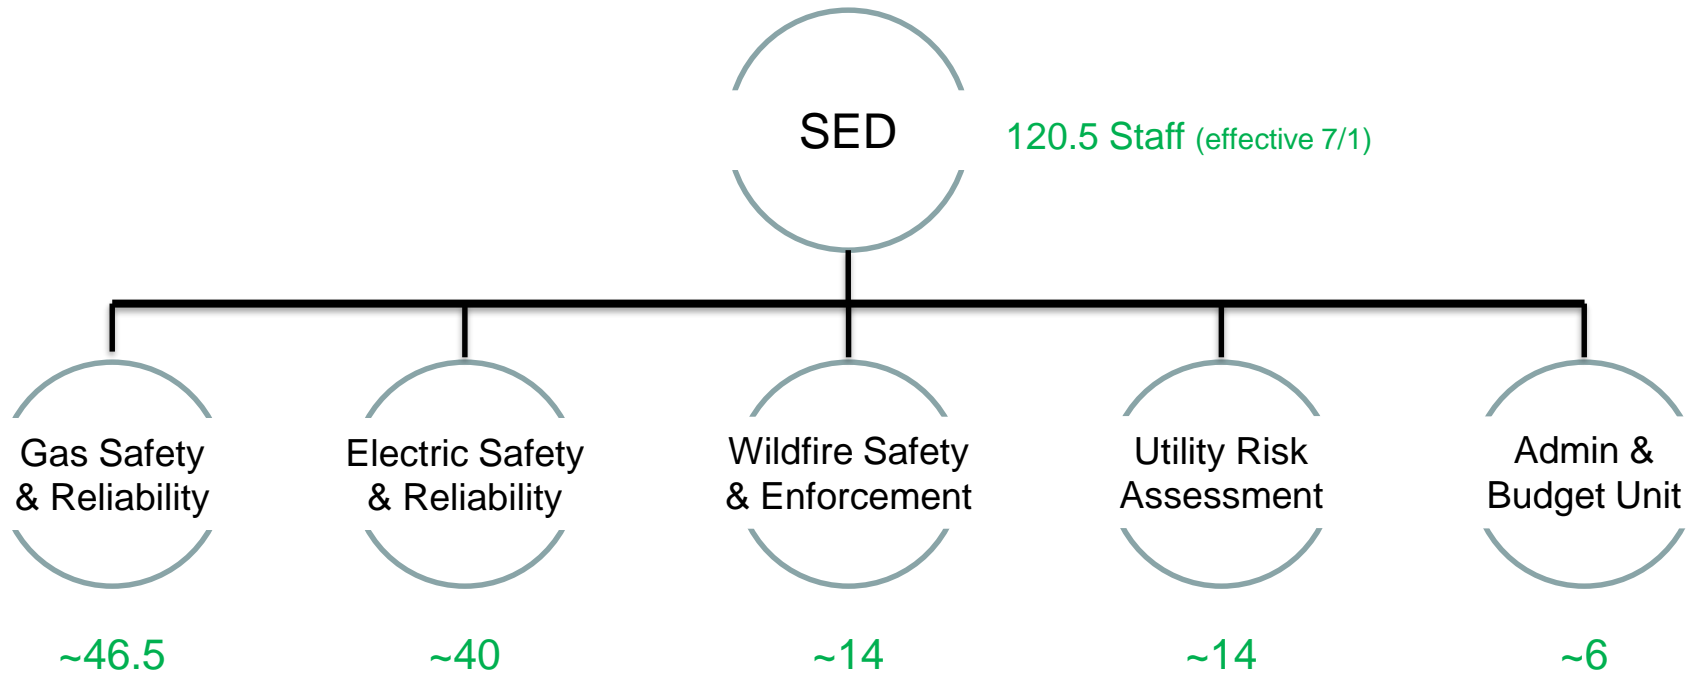 SED
120.5 Staff (effective 7/1)
Gas Safety
& Reliability
Electric Safety
& Reliability
Wildfire Safety
& Enforcement
Utility Risk
Assessment
Admin &
Budget Unit
~46.5
~40
~14
~14
~6